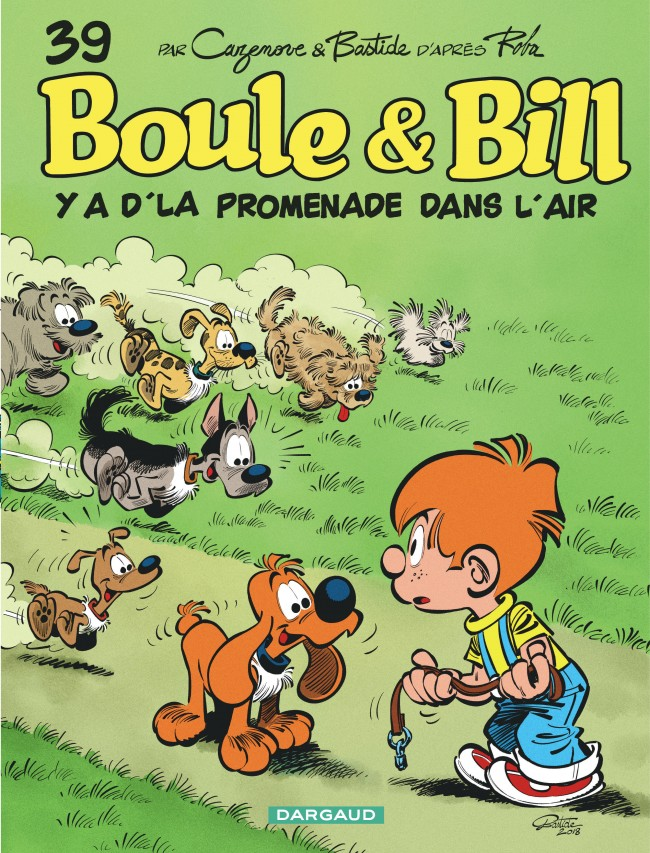 39
PAR Cazenove & Bastide D'APRÈS Roba
Boule & Bill
Y A D'LA PROMENADE DANS L'AIR
DARGAUD
Bastide
2018